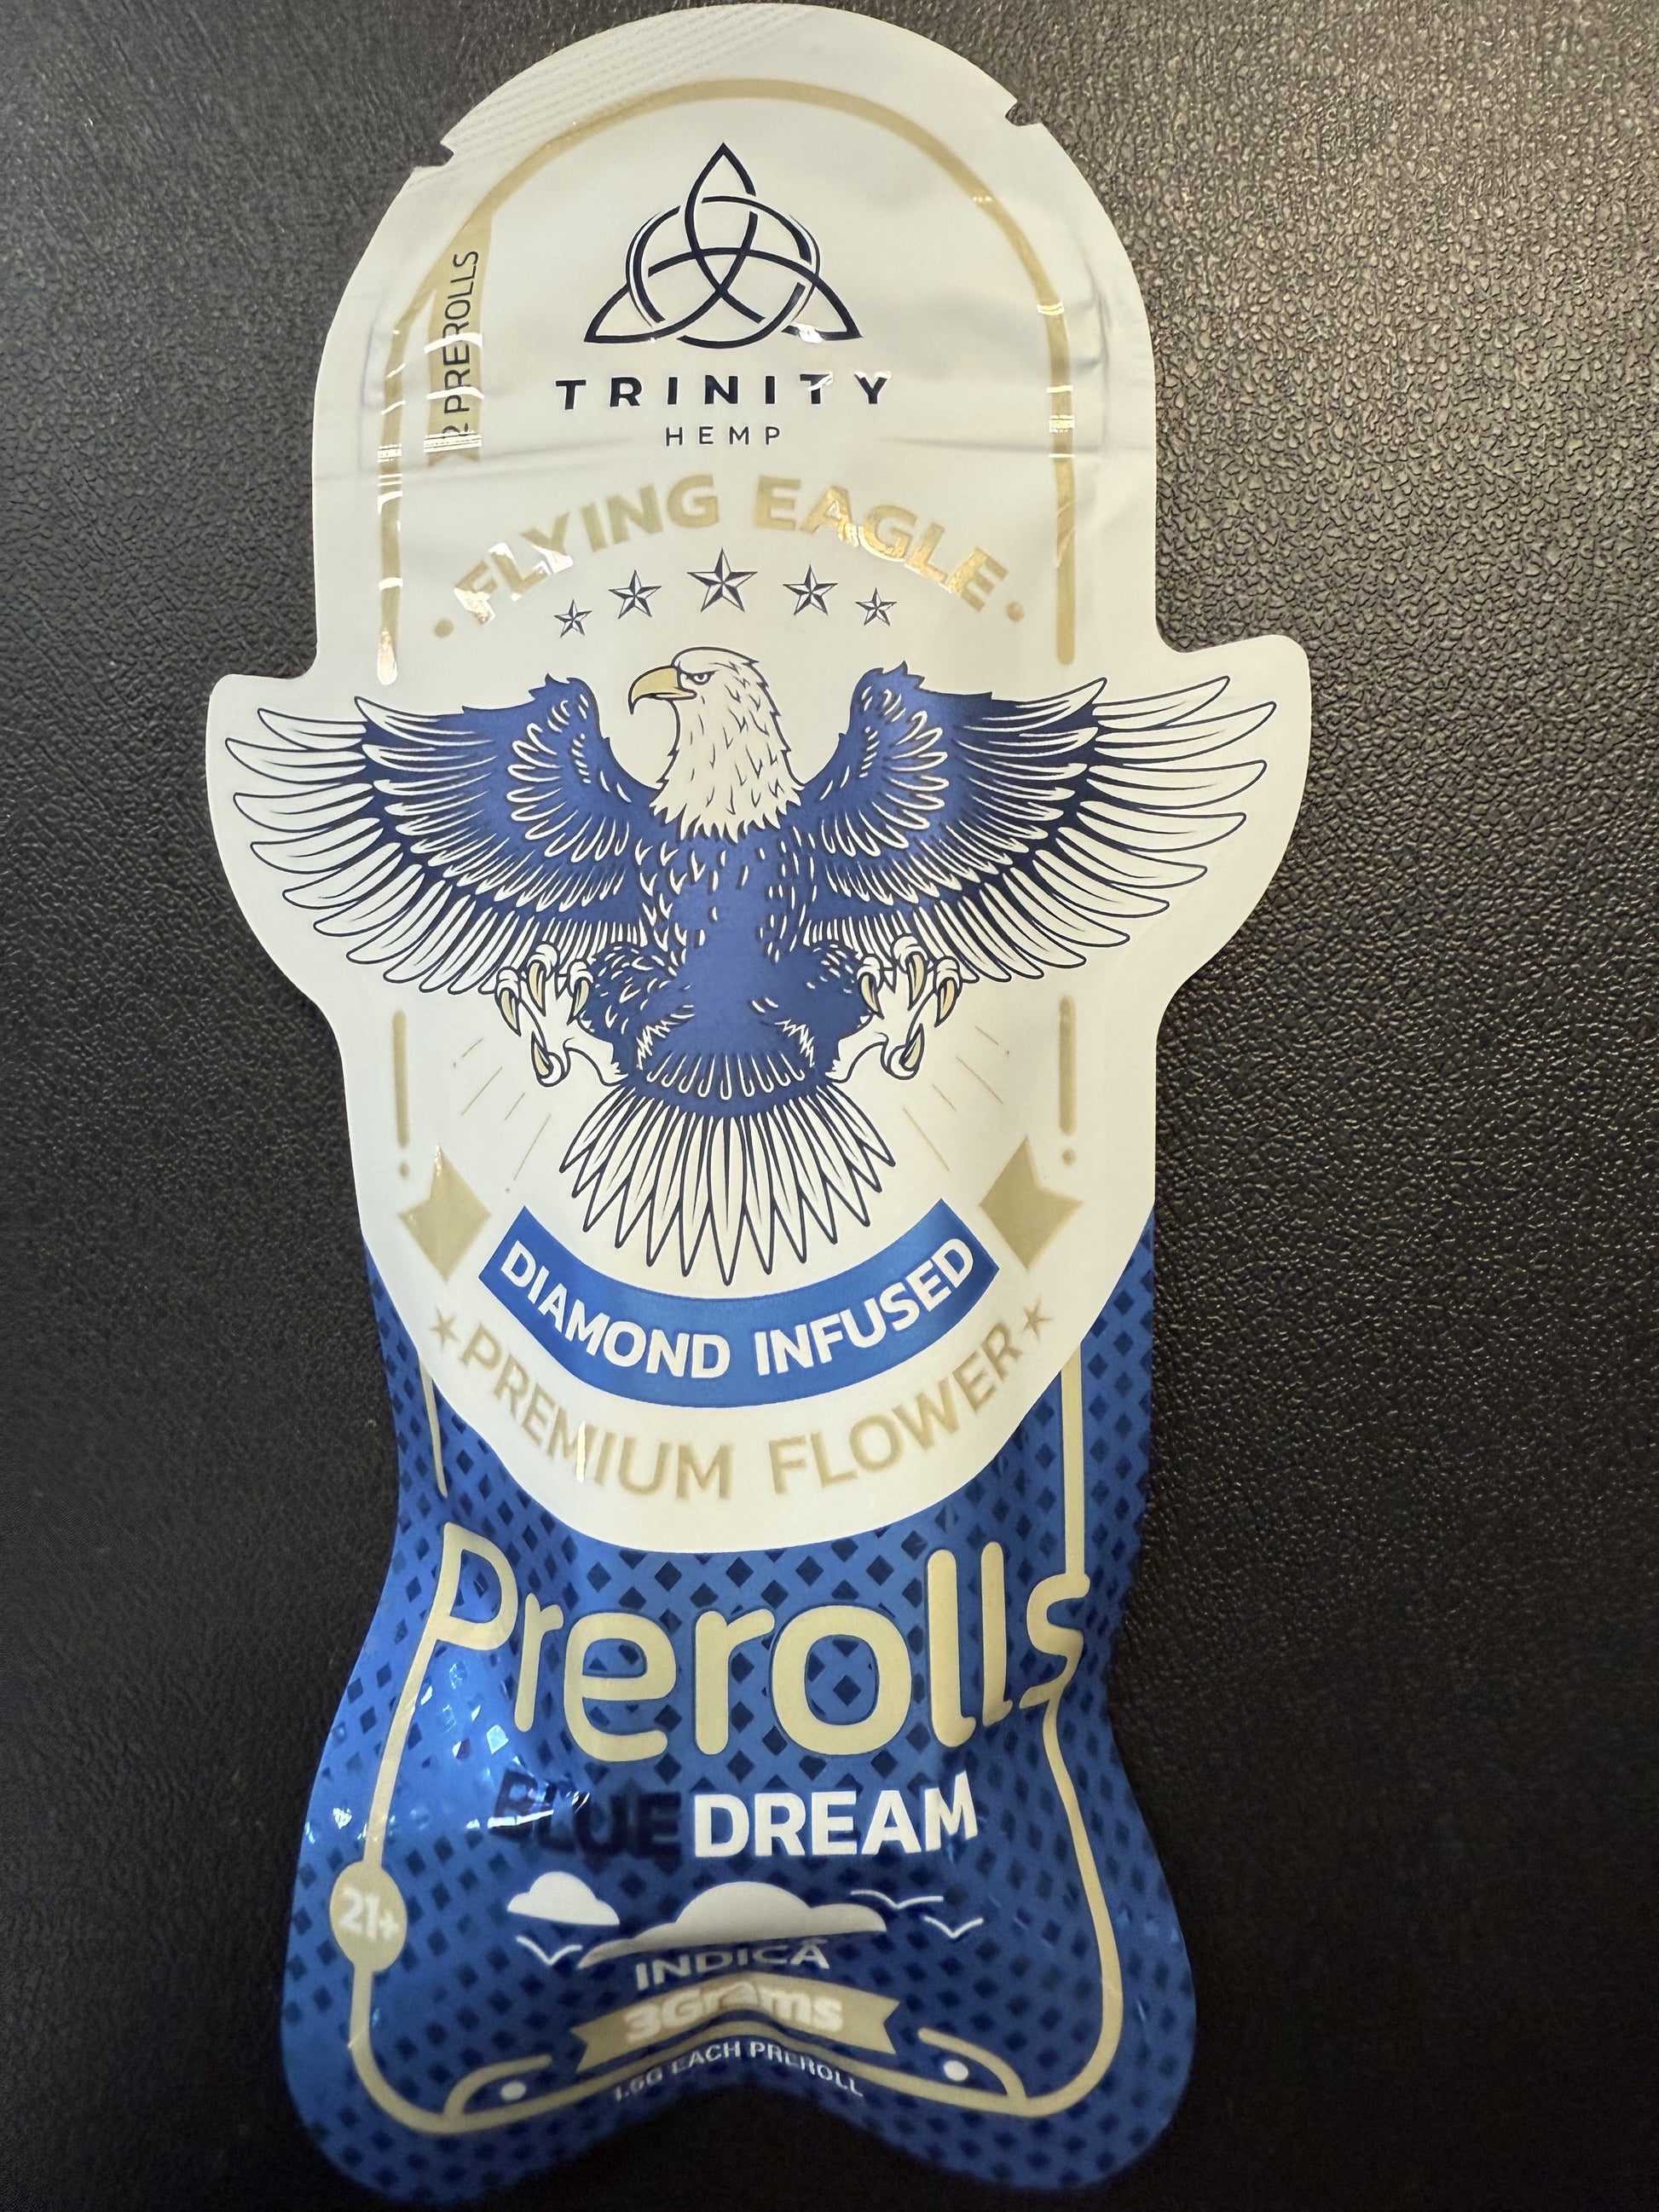 2 PREROLLS
TRINITY
HEMP
FLYING EAGLE
DIAMOND INFUSED
PREMIUM FLOWER
Prerolls
BLUE DREAM
21+
INDICA
3Grams
1.5G EACH PREROLL